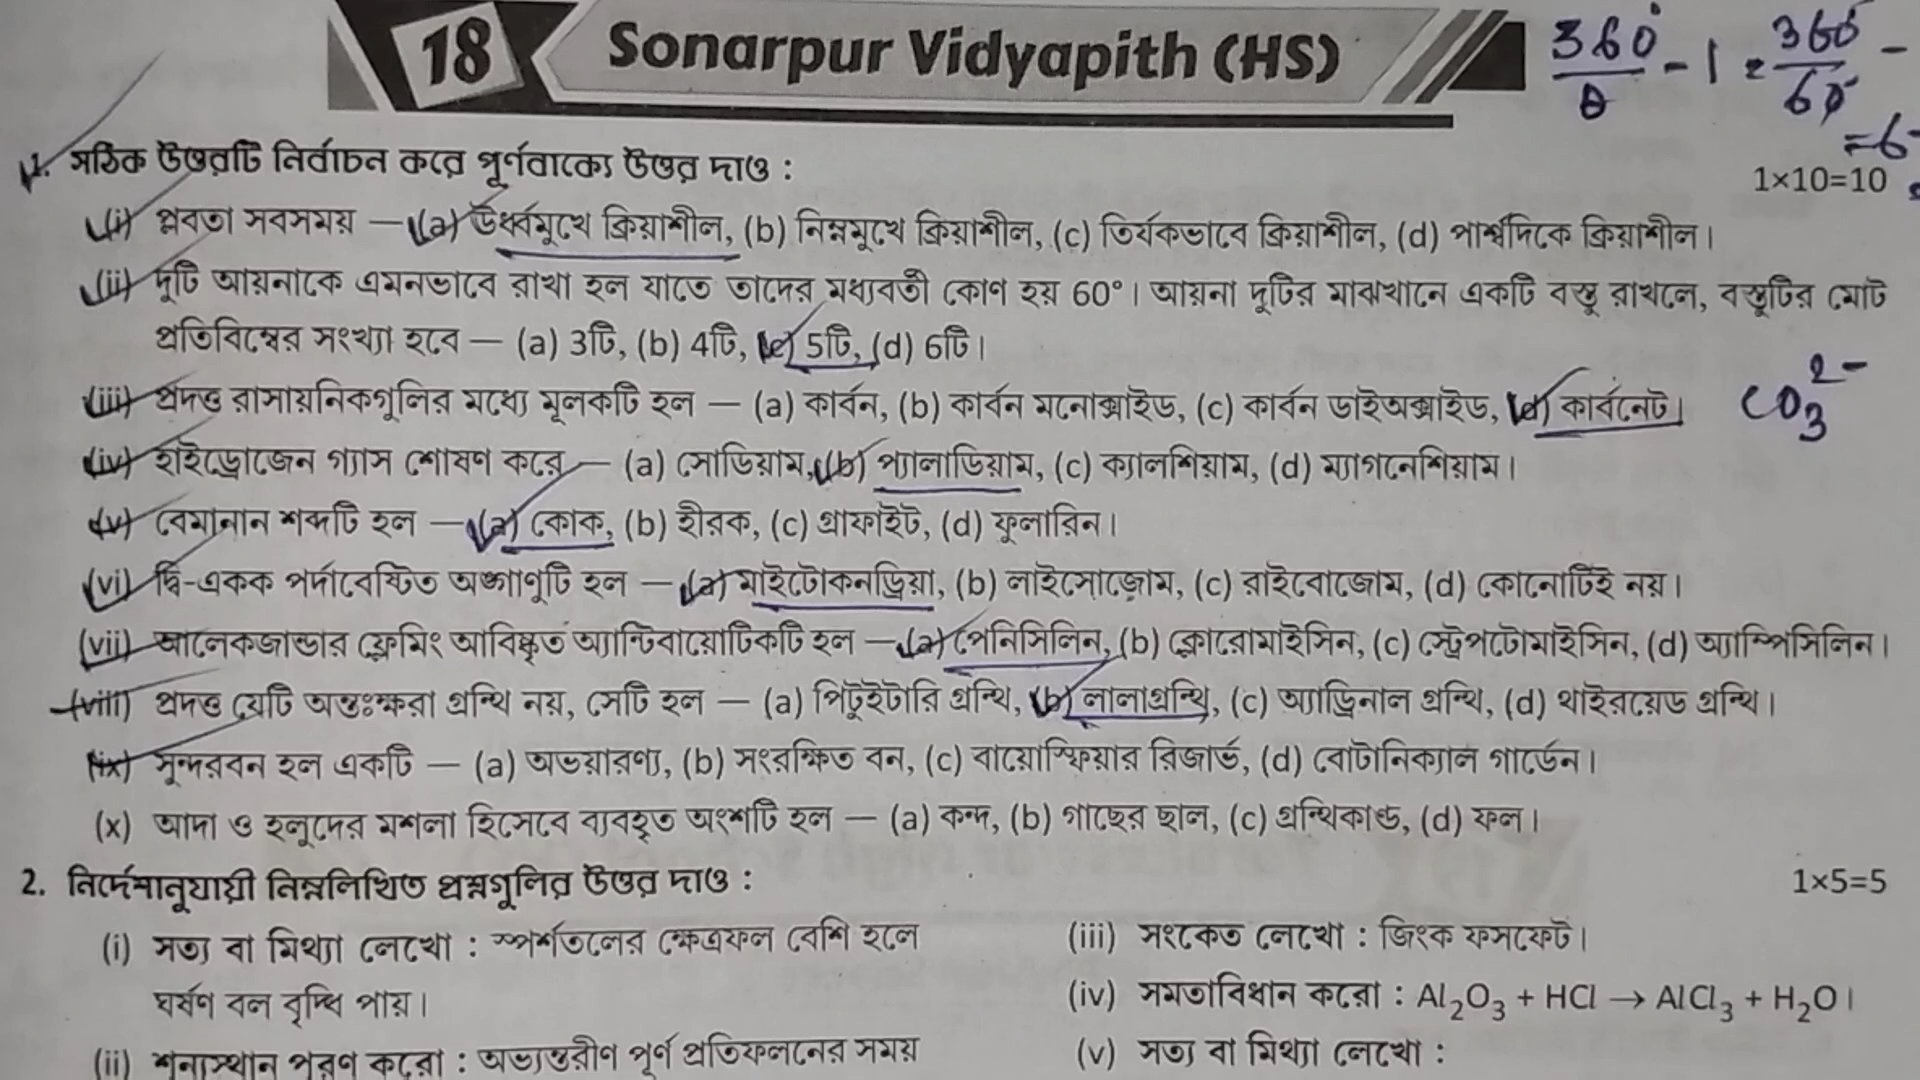 18 Sonarpur Vidyapith (HS)
360° / θ - 1 = 360° / 60° -
= 6
1. সঠিক উত্তরটি নির্বাচন করে পূর্ণবাক্যে উত্তর দাও : 1×10=10
(i) প্লবতা সবসময় — (a) ঊর্ধ্বমুখে ক্রিয়াশীল, (b) নিম্নমুখে ক্রিয়াশীল, (c) তির্যকভাবে ক্রিয়াশীল, (d) পার্শ্বদিকে ক্রিয়াশীল।
(ii) দুটি আয়নাকে এমনভাবে রাখা হল যাতে তাদের মধ্যবর্তী কোণ হয় 60°। আয়না দুটির মাঝখানে একটি বস্তু রাখলে, বস্তুটির মোট
প্রতিবিম্বের সংখ্যা হবে — (a) 3টি, (b) 4টি, (c) 5টি, (d) 6টি।
(iii) প্রদত্ত রাসায়নিকগুলির মধ্যে মূলকটি হল — (a) কার্বন, (b) কার্বন মনোক্সাইড, (c) কার্বন ডাইঅক্সাইড, (d) কার্বনেট। CO₃²⁻
(iv) হাইড্রোজেন গ্যাস শোষণ করে — (a) সোডিয়াম, (b) প্যালাডিয়াম, (c) ক্যালশিয়াম, (d) ম্যাগনেশিয়াম।
(v) বেমানান শব্দটি হল — (a) কোক, (b) হীরক, (c) গ্রাফাইট, (d) ফুলারিন।
(vi) দ্বি-একক পর্দাবেষ্টিত অঙ্গাণুটি হল — (a) মাইটোকনড্রিয়া, (b) লাইসোজোম, (c) রাইবোজোম, (d) কোনোটিই নয়।
(vii) আলেকজান্ডার ফ্লেমিং আবিষ্কৃত অ্যান্টিবায়োটিকটি হল — (a) পেনিসিলিন, (b) ক্লোরোমাইসিন, (c) স্ট্রেপটোমাইসিন, (d) অ্যাম্পিসিলিন।
(viii) প্রদত্ত যেটি অন্তঃক্ষরা গ্রন্থি নয়, সেটি হল — (a) পিটুইটারি গ্রন্থি, (b) লালাগ্রন্থি, (c) অ্যাড্রিনাল গ্রন্থি, (d) থাইরয়েড গ্রন্থি।
(ix) সুন্দরবন হল একটি — (a) অভয়ারণ্য, (b) সংরক্ষিত বন, (c) বায়োস্ফিয়ার রিজার্ভ, (d) বোটানিক্যাল গার্ডেন।
(x) আদা ও হলুদের মশলা হিসেবে ব্যবহৃত অংশটি হল — (a) কন্দ, (b) গাছের ছাল, (c) গ্রন্থিকাণ্ড, (d) ফল।
2. নির্দেশানুযায়ী নিম্নলিখিত প্রশ্নগুলির উত্তর দাও : 1×5=5
(i) সত্য বা মিথ্যা লেখো : স্পর্শতলের ক্ষেত্রফল বেশি হলে
ঘর্ষণ বল বৃদ্ধি পায়।
(ii) শূন্যস্থান পূরণ করো : অভ্যন্তরীণ পূর্ণ প্রতিফলনের সময়
(iii) সংকেত লেখো : জিংক ফসফেট।
(iv) সমতাবিধান করো : Al₂O₃ + HCl → AlCl₃ + H₂O।
(v) সত্য বা মিথ্যা লেখো :